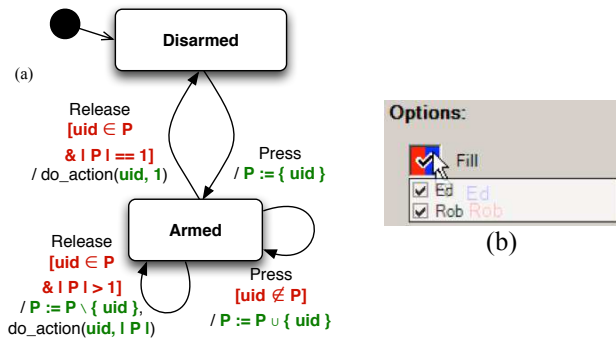 Disarmed
(a)
Release
[uid ∈ P
& | P | == 1]
/ do_action(uid, 1)
Press
/ P := { uid }
Armed
Release
[uid ∈ P
& | P | > 1]
/ P := P \ { uid },
do_action(uid, | P |)
Press
[uid ∉ P]
/ P := P ∪ { uid }
Options:
Fill
Ed Ed
Rob Rob
(b)